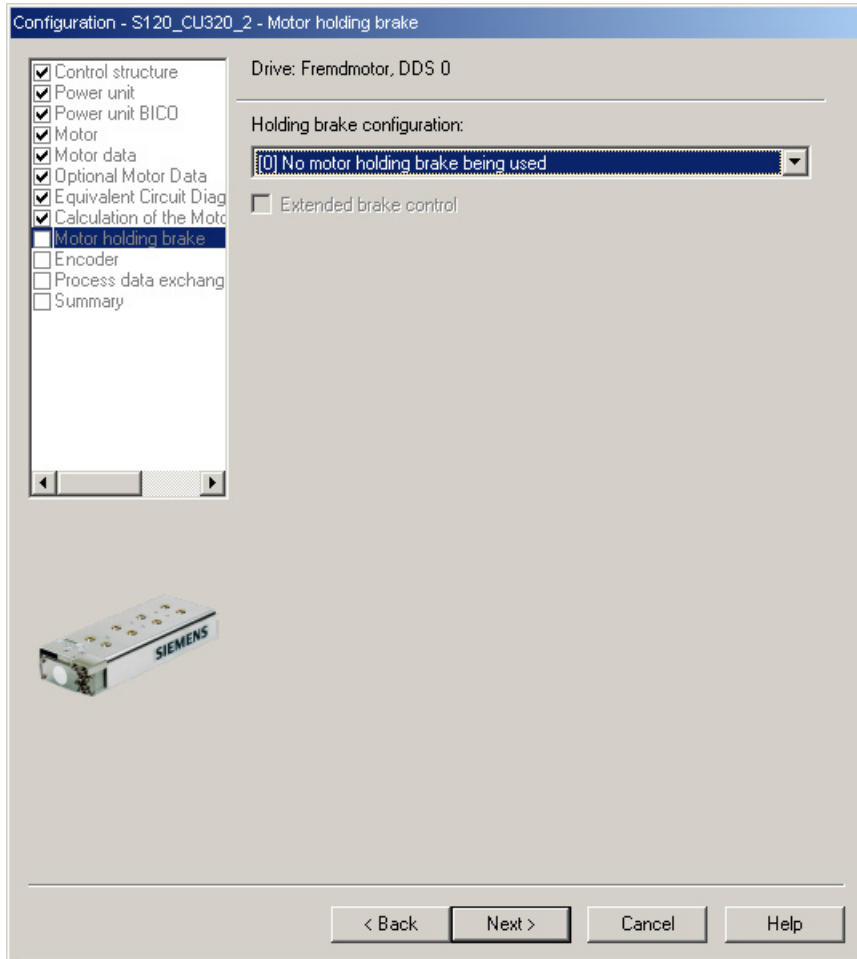 Configuration - S120_CU320_2 - Motor holding brake
Control structure
Power unit
Power unit BICO
Motor
Motor data
Optional Motor Data
Equivalent Circuit Diag
Calculation of the Moto
Motor holding brake
Encoder
Process data exchang
Summary
Drive: Fremdmotor, DDS 0
Holding brake configuration:
[0] No motor holding brake being used
Extended brake control
SIEMENS
< Back
Next >
Cancel
Help